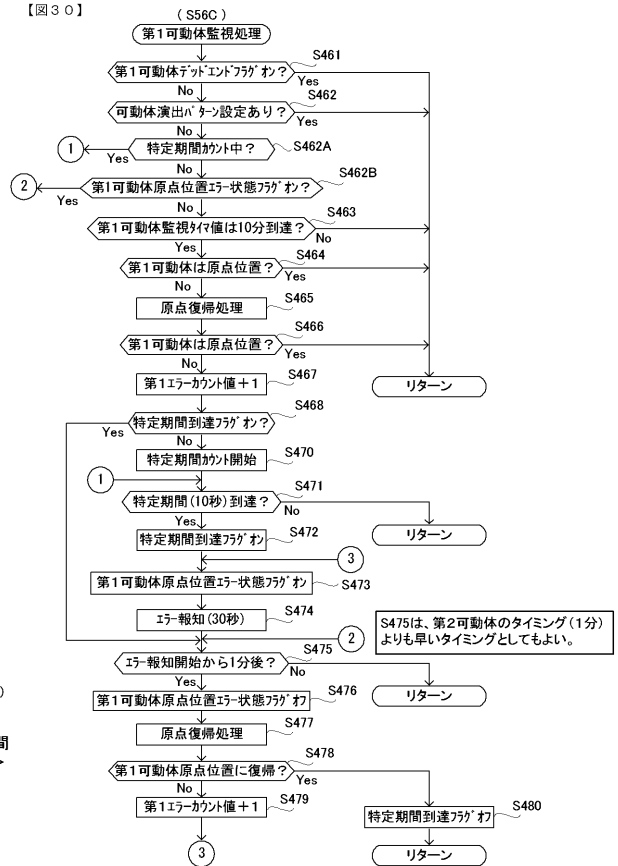 【図30】
(S56C)
第1可動体監視処理
S461
第1可動体デッドエンドフラグオン?
Yes
No
S462
可動体演出パターン設定あり?
Yes
No
1
特定期間カウント中?
S462A
Yes
No
S462B
2
第1可動体原点位置エラー状態フラグオン?
Yes
No
S463
第1可動体監視タイマ値は10分到達?
No
Yes
S464
第1可動体は原点位置?
Yes
No
S465
原点復帰処理
S466
第1可動体は原点位置?
Yes
No
S467
第1エラーカウント値+1
リターン
S468
特定期間到達フラグオン?
Yes
No
S470
特定期間カウント開始
1
S471
特定期間(10秒)到達?
No
Yes
S472
特定期間到達フラグオン
リターン
3
第1可動体原点位置エラー状態フラグオン
S473
S474
エラー報知(30秒)
S475は、第2可動体のタイミング(1分)
よりも早いタイミングとしてもよい。
2
S475
エラー報知開始から1分後?
No
Yes
S476
第1可動体原点位置エラー状態フラグオフ
リターン
S477
原点復帰処理
)
間
S478
第1可動体原点位置に復帰?
Yes
No
S479
第1エラーカウント値+1
S480
特定期間到達フラグオフ
3
リターン